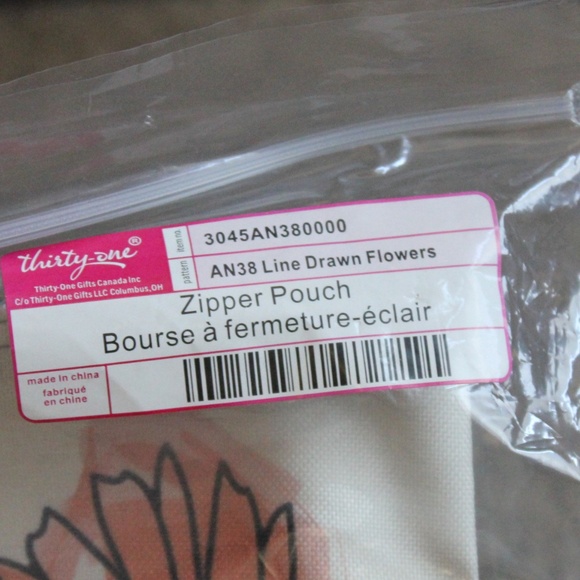 thirty-one®
Thirty-One Gifts Canada Inc
C/o Thirty-One Gifts LLC Columbus,OH
item no.
3045AN380000
pattern
AN38 Line Drawn Flowers
Zipper Pouch
Bourse à fermeture-éclair
made in china
fabriqué
en chine